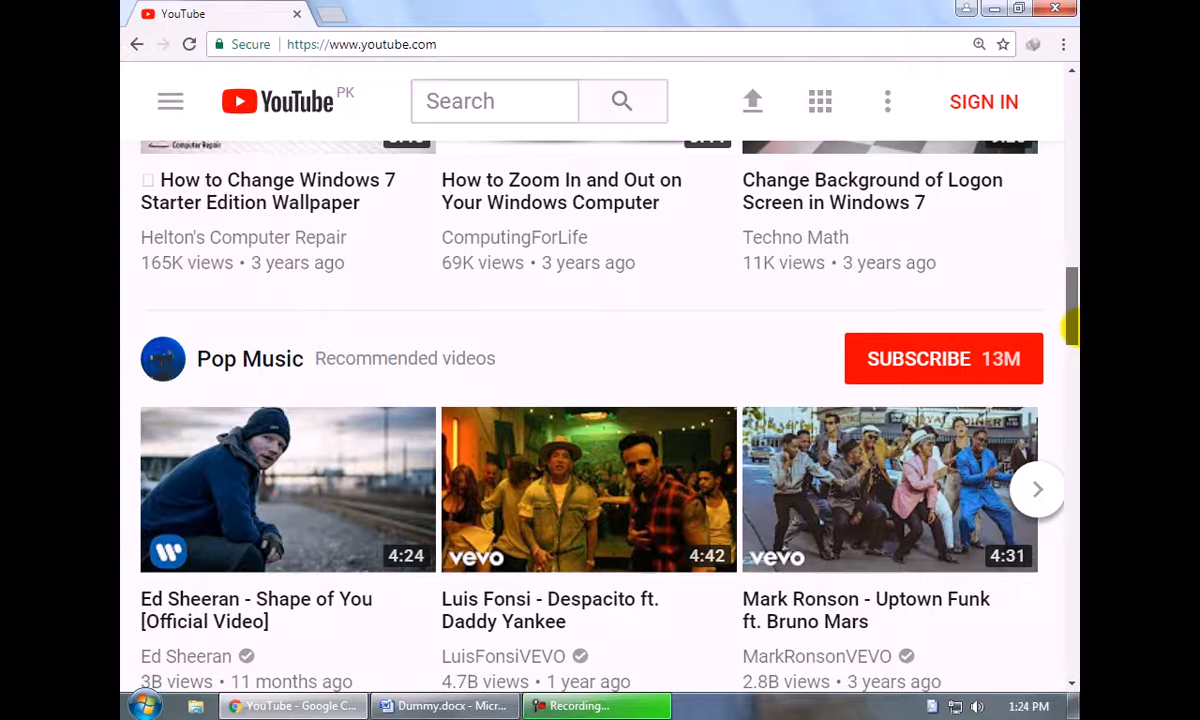 YouTube
Secure https://www.youtube.com
YouTube PK
Search
SIGN IN
Computer Repair
How to Change Windows 7
Starter Edition Wallpaper
Helton's Computer Repair
165K views • 3 years ago
How to Zoom In and Out on
Your Windows Computer
ComputingForLife
69K views • 3 years ago
Change Background of Logon
Screen in Windows 7
Techno Math
11K views • 3 years ago
Pop Music Recommended videos
SUBSCRIBE 13M
4:24
vevo
4:42
vevo
4:31
DINER
Ed Sheeran - Shape of You
[Official Video]
Ed Sheeran
3B views • 11 months ago
Luis Fonsi - Despacito ft.
Daddy Yankee
LuisFonsiVEVO
4.7B views • 1 year ago
Mark Ronson - Uptown Funk
ft. Bruno Mars
MarkRonsonVEVO
2.8B views • 3 years ago
YouTube - Google C...
Dummy.docx - Micr...
Recording...
1:24 PM